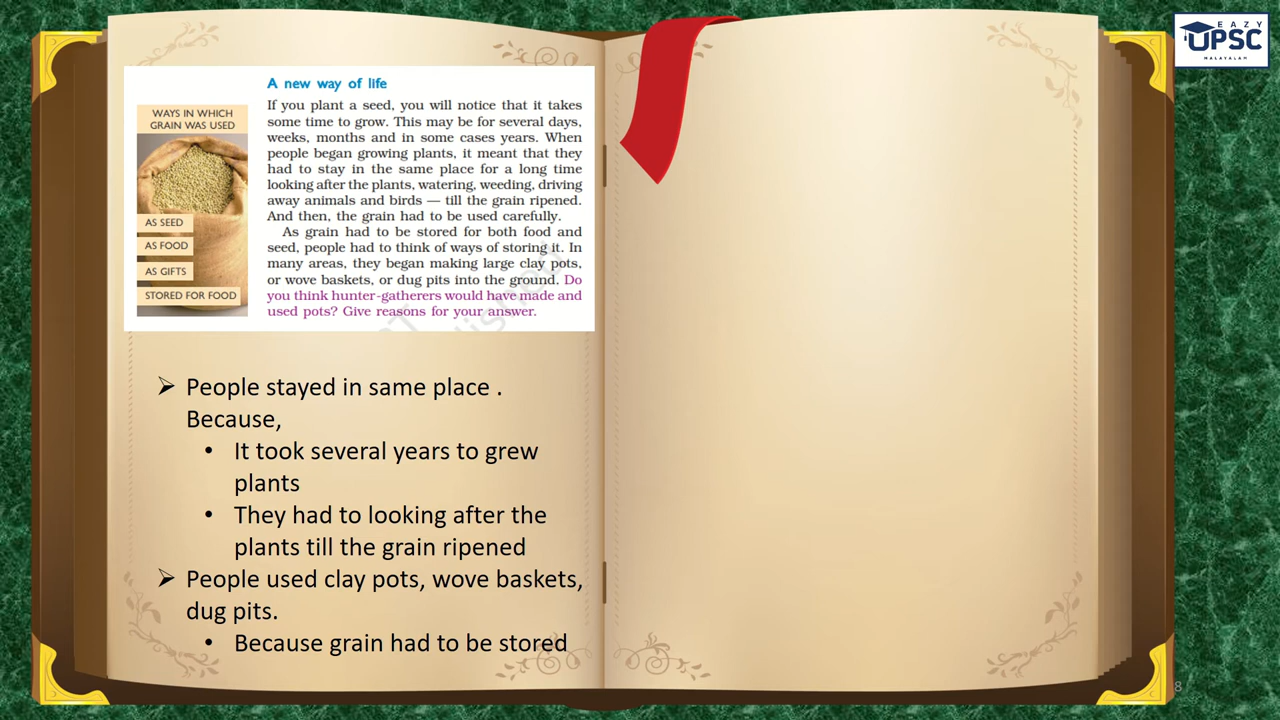 EAZY
UPSC
MALAYALAM
A new way of life
WAYS IN WHICH
GRAIN WAS USED
AS SEED
AS FOOD
AS GIFTS
STORED FOR FOOD
If you plant a seed, you will notice that it takes
some time to grow. This may be for several days,
weeks, months and in some cases years. When
people began growing plants, it meant that they
had to stay in the same place for a long time
looking after the plants, watering, weeding, driving
away animals and birds — till the grain ripened.
And then, the grain had to be used carefully.
As grain had to be stored for both food and
seed, people had to think of ways of storing it. In
many areas, they began making large clay pots,
or wove baskets, or dug pits into the ground. Do
you think hunter-gatherers would have made and
used pots? Give reasons for your answer.
➢ People stayed in same place .
Because,
• It took several years to grew
plants
• They had to looking after the
plants till the grain ripened
➢ People used clay pots, wove baskets,
dug pits.
• Because grain had to be stored
8